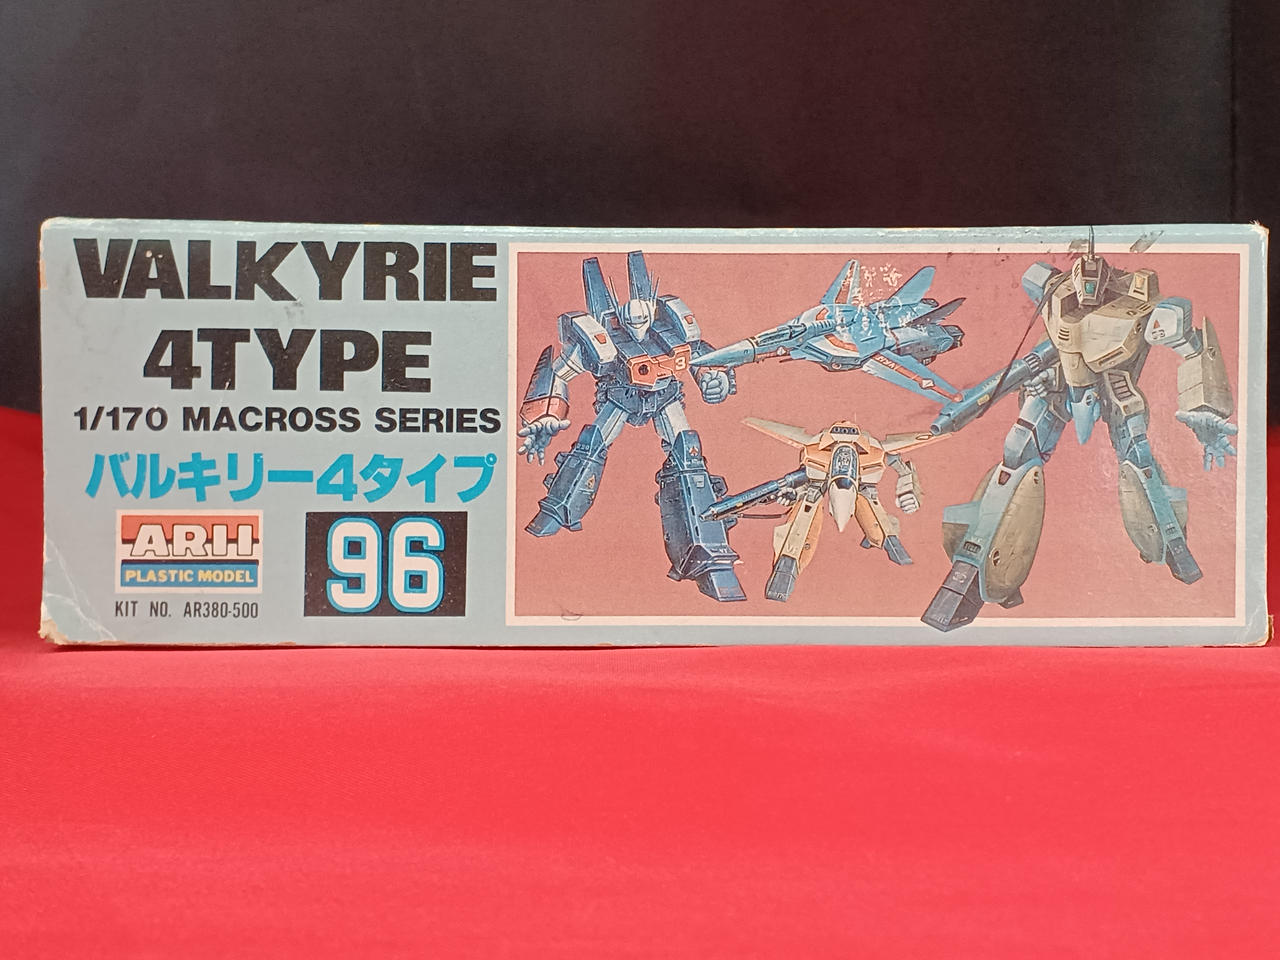 VALKYRIE
4TYPE
1/170 MACROSS SERIES
バルキリー4タイプ
ARII
PLASTIC MODEL
KIT NO. AR380-500
96
3